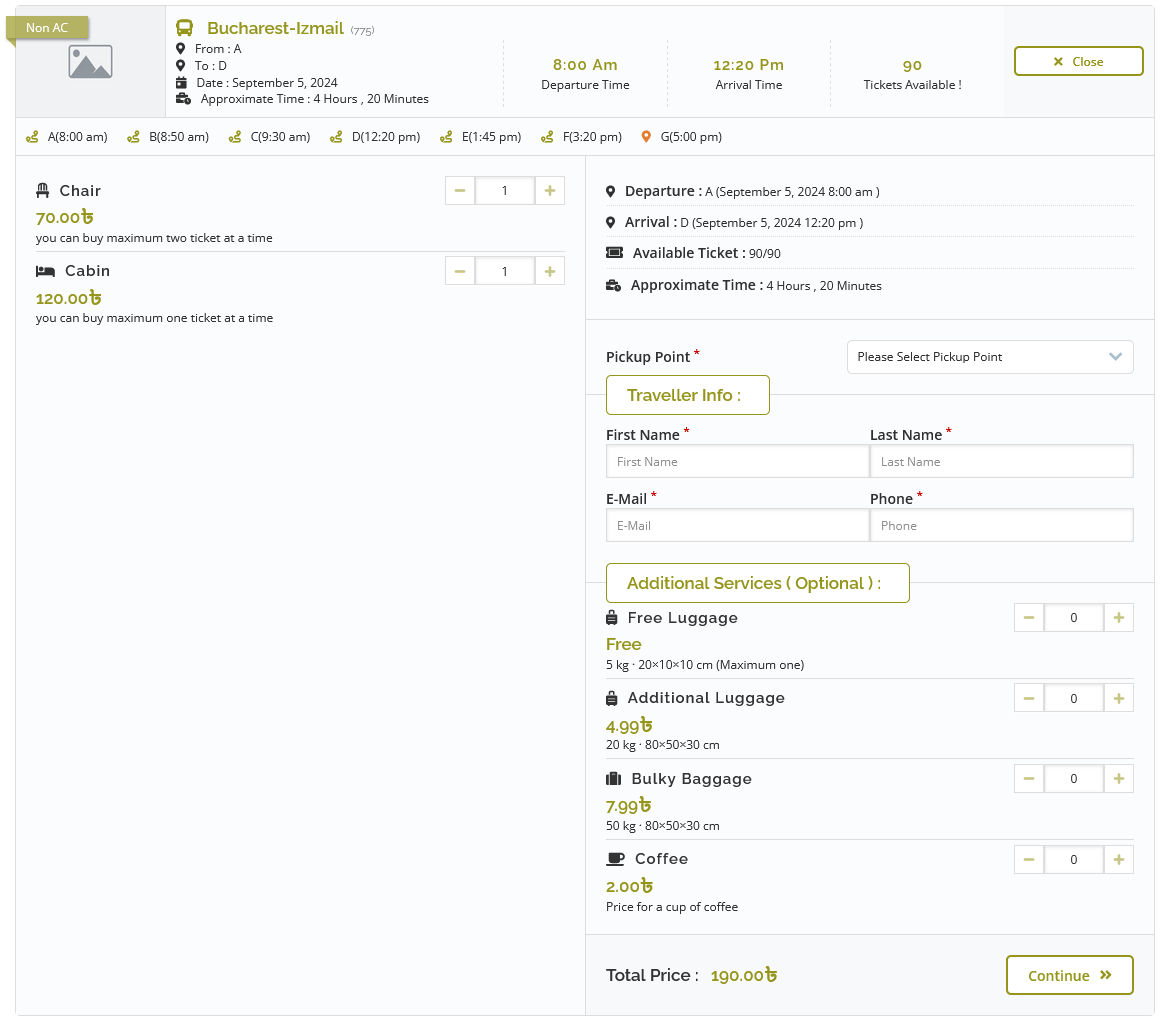 Non AC
Bucharest-Izmail (775)
From : A
To : D
Date : September 5, 2024
Approximate Time : 4 Hours , 20 Minutes
8:00 Am
Departure Time
12:20 Pm
Arrival Time
90
Tickets Available !
Close
A(8:00 am) B(8:50 am) C(9:30 am) D(12:20 pm) E(1:45 pm) F(3:20 pm) G(5:00 pm)
Chair
1
70.00৳
you can buy maximum two ticket at a time
Cabin
1
120.00৳
you can buy maximum one ticket at a time
Departure : A (September 5, 2024 8:00 am )
Arrival : D (September 5, 2024 12:20 pm )
Available Ticket : 90/90
Approximate Time : 4 Hours , 20 Minutes
Pickup Point *
Please Select Pickup Point
Traveller Info :
First Name * Last Name *
First Name Last Name
E-Mail * Phone *
E-Mail Phone
Additional Services ( Optional ) :
Free Luggage
0
Free
5 kg · 20×10×10 cm (Maximum one)
Additional Luggage
0
4.99৳
20 kg · 80×50×30 cm
Bulky Baggage
0
7.99৳
50 kg · 80×50×30 cm
Coffee
0
2.00৳
Price for a cup of coffee
Total Price : 190.00৳
Continue »